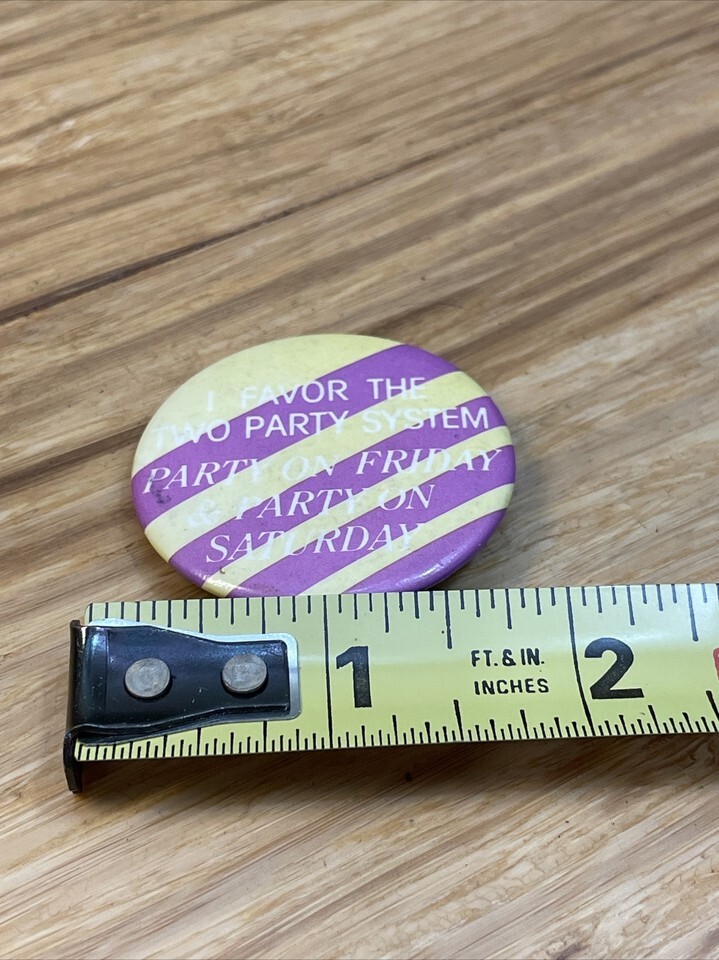 I FAVOR THE
TWO PARTY SYSTEM
PARTY ON FRIDAY
& PARTY ON
SATURDAY
1 FT. & IN. 2
INCHES